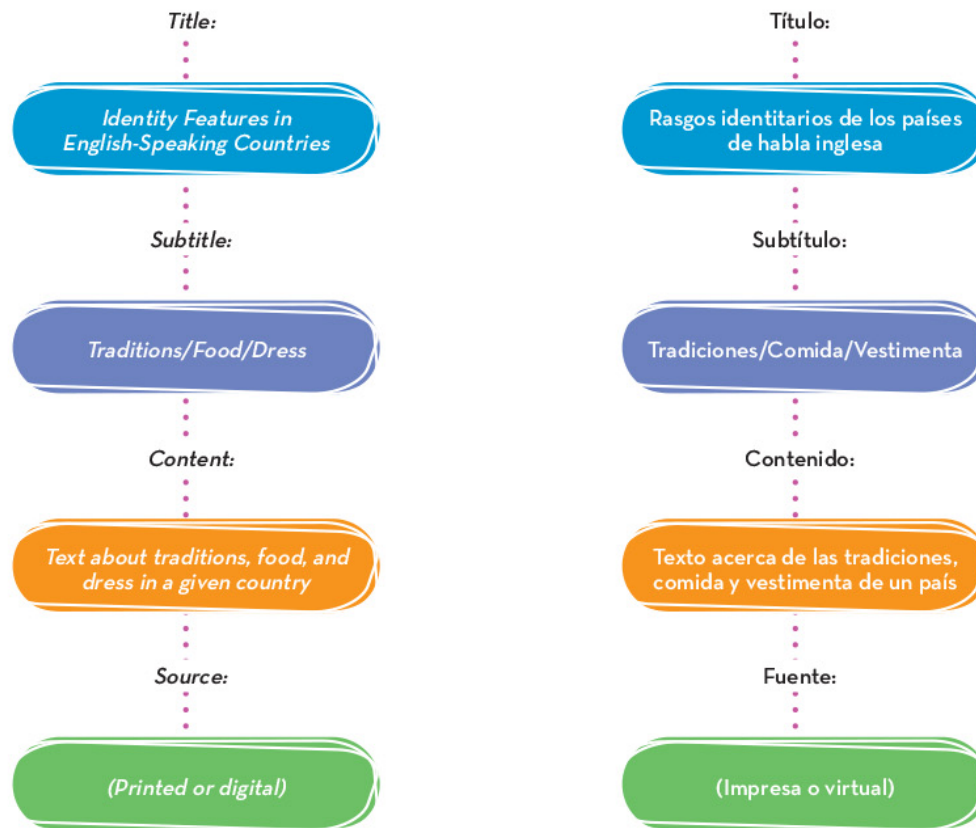 Title:
Identity Features in
English-Speaking Countries
Subtitle:
Traditions/Food/Dress
Content:
Text about traditions, food, and
dress in a given country
Source:
(Printed or digital)
Título:
Rasgos identitarios de los países
de habla inglesa
Subtítulo:
Tradiciones/Comida/Vestimenta
Contenido:
Texto acerca de las tradiciones,
comida y vestimenta de un país
Fuente:
(Impresa o virtual)